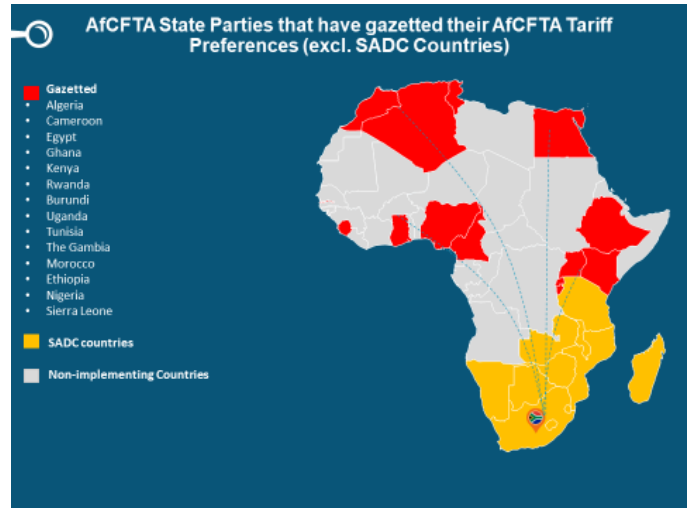 AfCFTA State Parties that have gazetted their AfCFTA Tariff
Preferences (excl. SADC Countries)
Gazetted
• Algeria
• Cameroon
• Egypt
• Ghana
• Kenya
• Rwanda
• Burundi
• Uganda
• Tunisia
• The Gambia
• Morocco
• Ethiopia
• Nigeria
• Sierra Leone
SADC countries
Non-implementing Countries